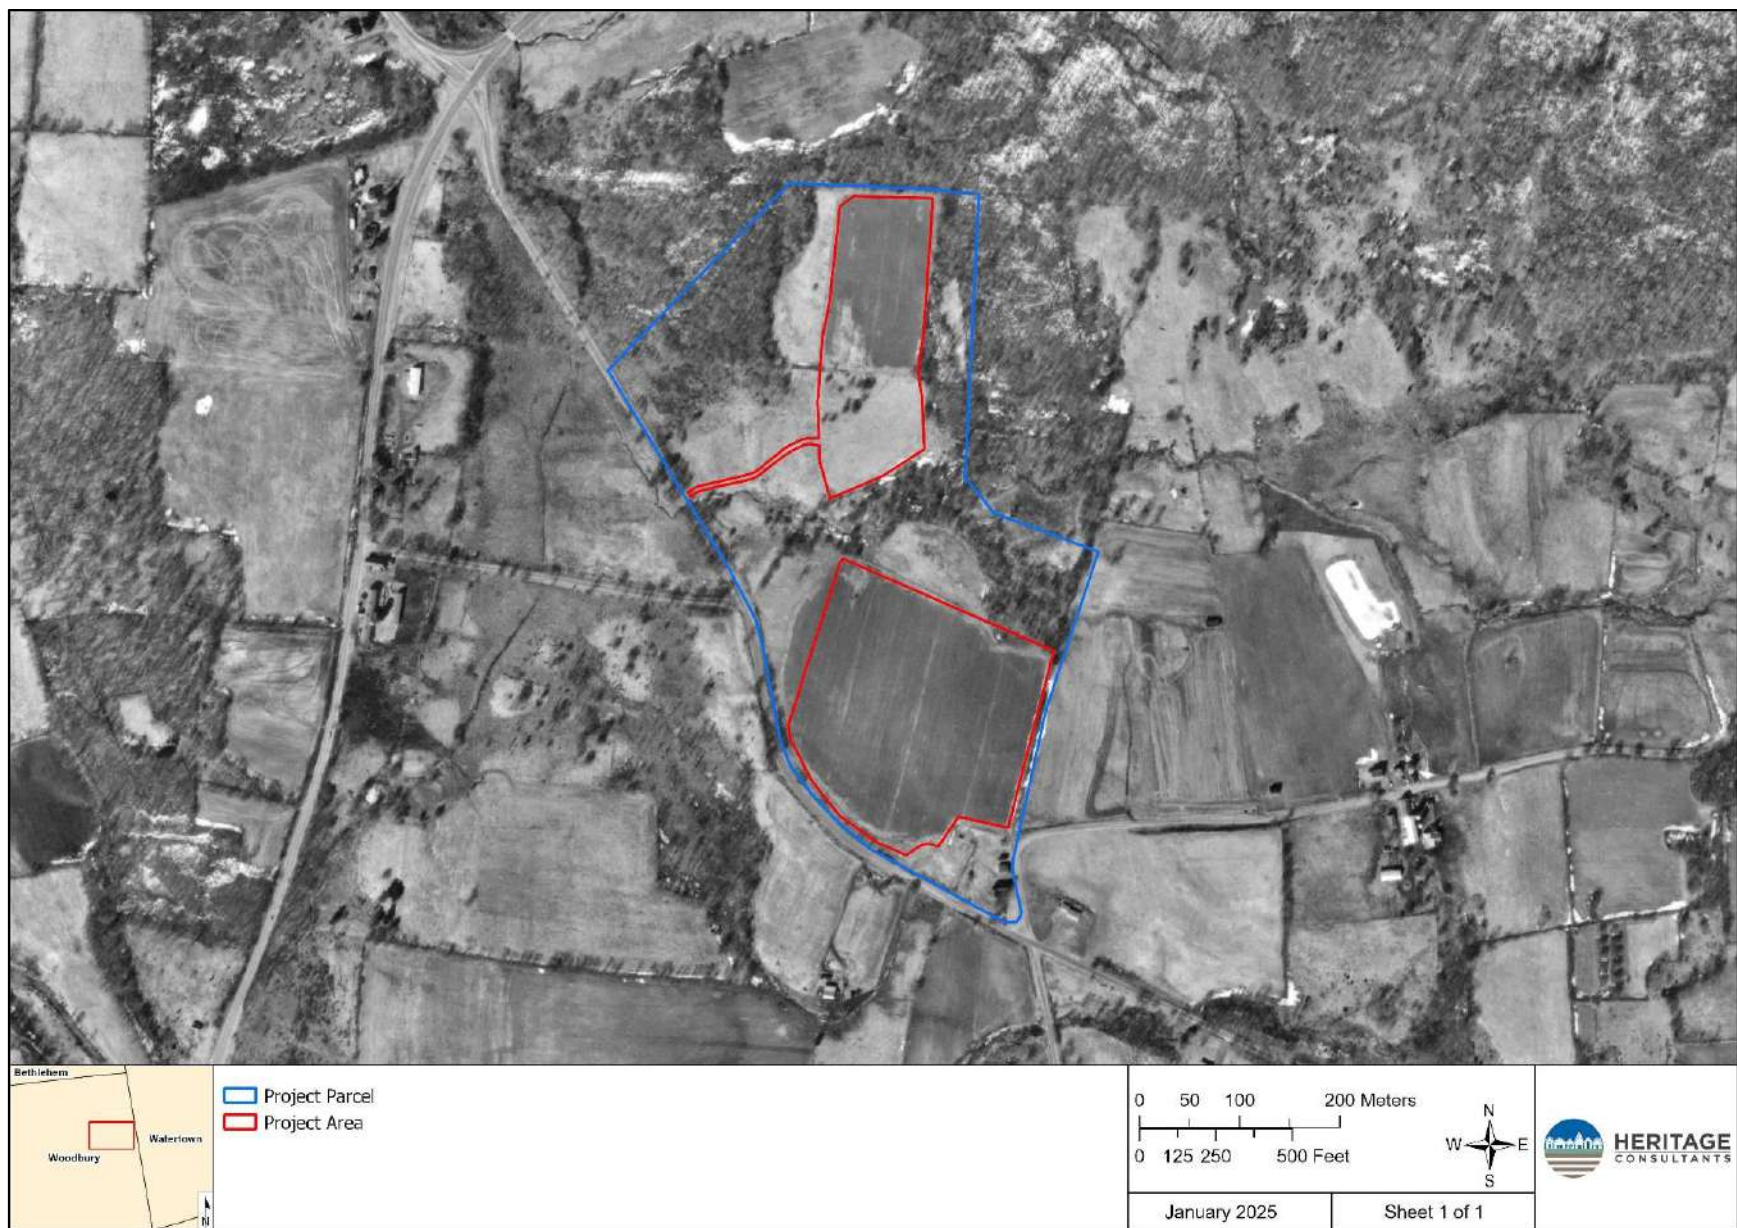 Bethlehem
Watertown
Woodbury
N
Project Parcel
Project Area
0 50 100 200 Meters
0 125 250 500 Feet
N
W E
S
January 2025
Sheet 1 of 1
HERITAGE
CONSULTANTS